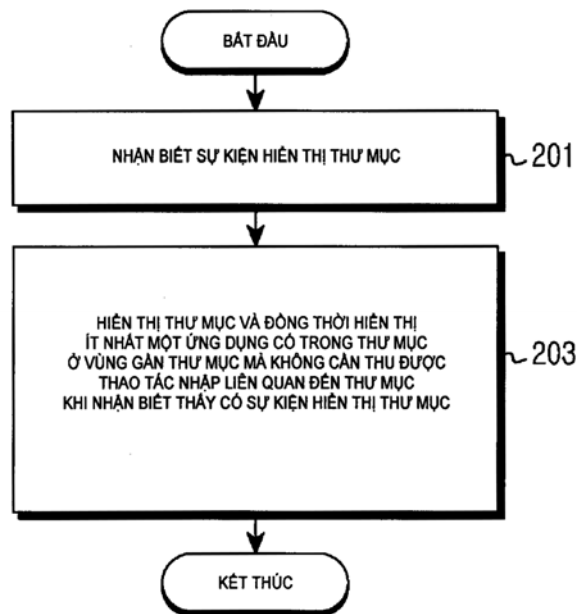 BẮT ĐẦU
NHẬN BIẾT SỰ KIỆN HIỂN THỊ THƯ MỤC
201
HIỂN THỊ THƯ MỤC VÀ ĐỒNG THỜI HIỂN THỊ
ÍT NHẤT MỘT ỨNG DỤNG CÓ TRONG THƯ MỤC
Ở VÙNG GẦN THƯ MỤC MÀ KHÔNG CẦN THU ĐƯỢC
THAO TÁC NHẬP LIÊN QUAN ĐẾN THƯ MỤC
KHI NHẬN BIẾT THẤY CÓ SỰ KIỆN HIỂN THỊ THƯ MỤC
203
KẾT THÚC